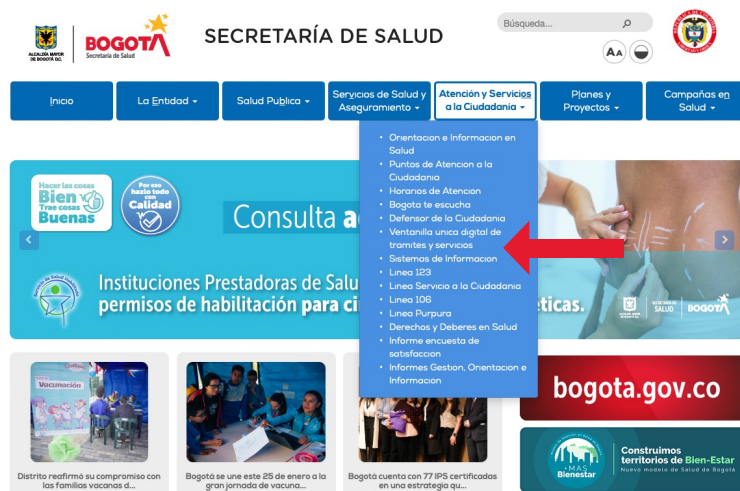 ALCALDÍA MAYOR
DE BOGOTÁ D.C.
BOGOTÁ
Secretaría de Salud
SECRETARÍA DE SALUD
Búsqueda...
AA
Inicio
La Entidad
Salud Publica
Servicios de Salud y
Aseguramiento
Atención y Servicios
a la Ciudadania
Planes y
Proyectos
Campañas en
Salud
• Orientacion e Informacion en
Salud
• Puntos de Atencion a la
Ciudadania
• Horarios de Atencion
• Bogota te escucha
• Defensor de la Ciudadania
• Ventanilla unica digital de
tramites y servicios
• Sistemas de Informacion
• Linea 123
• Linea Servicio a la Ciudadania
• Linea 106
• Linea Purpura
• Derechos y Deberes en Salud
• Informe encuesta de
satisfaccion
• Informes Gestion, Orientacion e
Informacion
Hacer las cosas
Bien
Trae cosas
Buenas
Por eso
hazlo todo
con
Calidad
Consulta a
Instituciones Prestadoras de Salu
permisos de habilitación para ci
éticas.
SALUD
BOGOTÁ
Vacunación
bogota.gov.co
+MAS
Bienestar
Construimos
territorios de Bien-Estar
Nuevo modelo de Salud de Bogotá
Distrito reafirmó su compromiso con
las familias vacanas d...
Bogotá se une este 25 de enero a la
gran jornada de vacuna...
Bogotá cuenta con 77 IPS certificadas
en una estrategia qu...